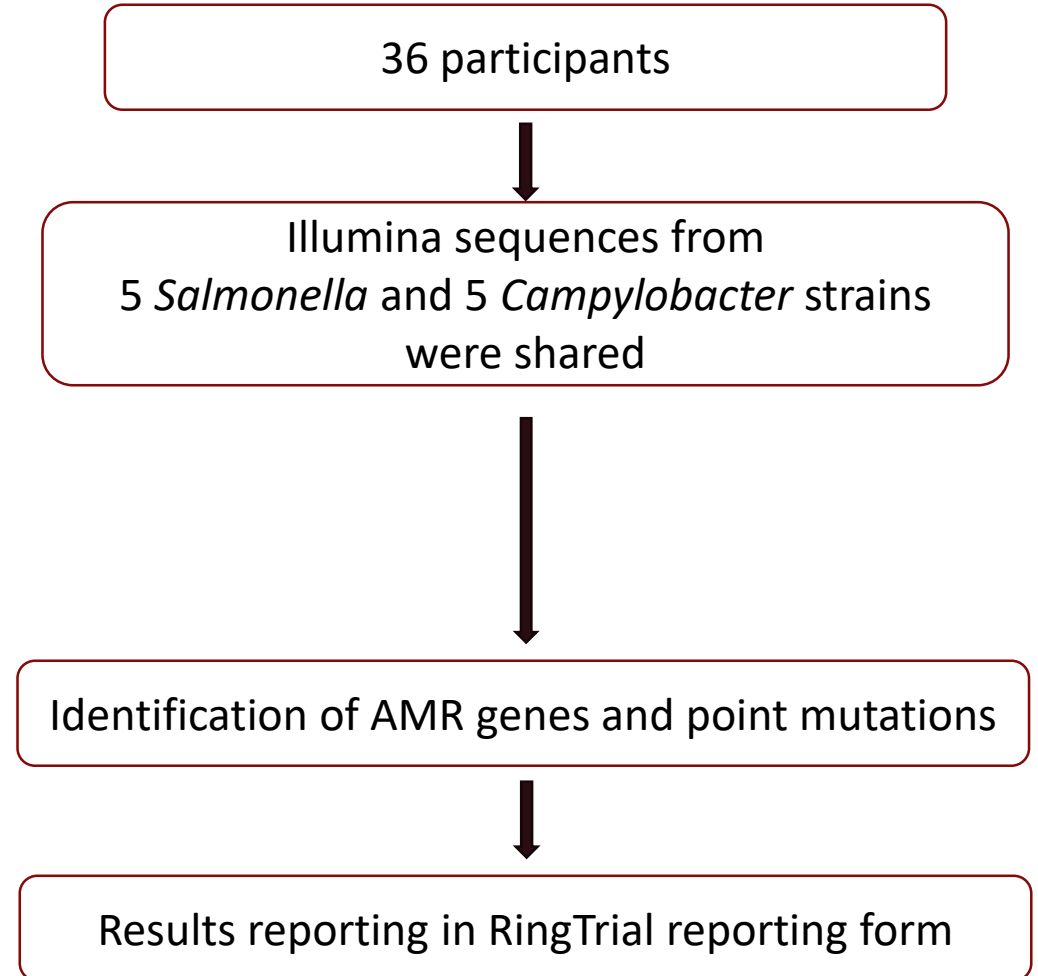 36 participants
Illumina sequences from
5 Salmonella and 5 Campylobacter strains
were shared
Identification of AMR genes and point mutations
Results reporting in RingTrial reporting form